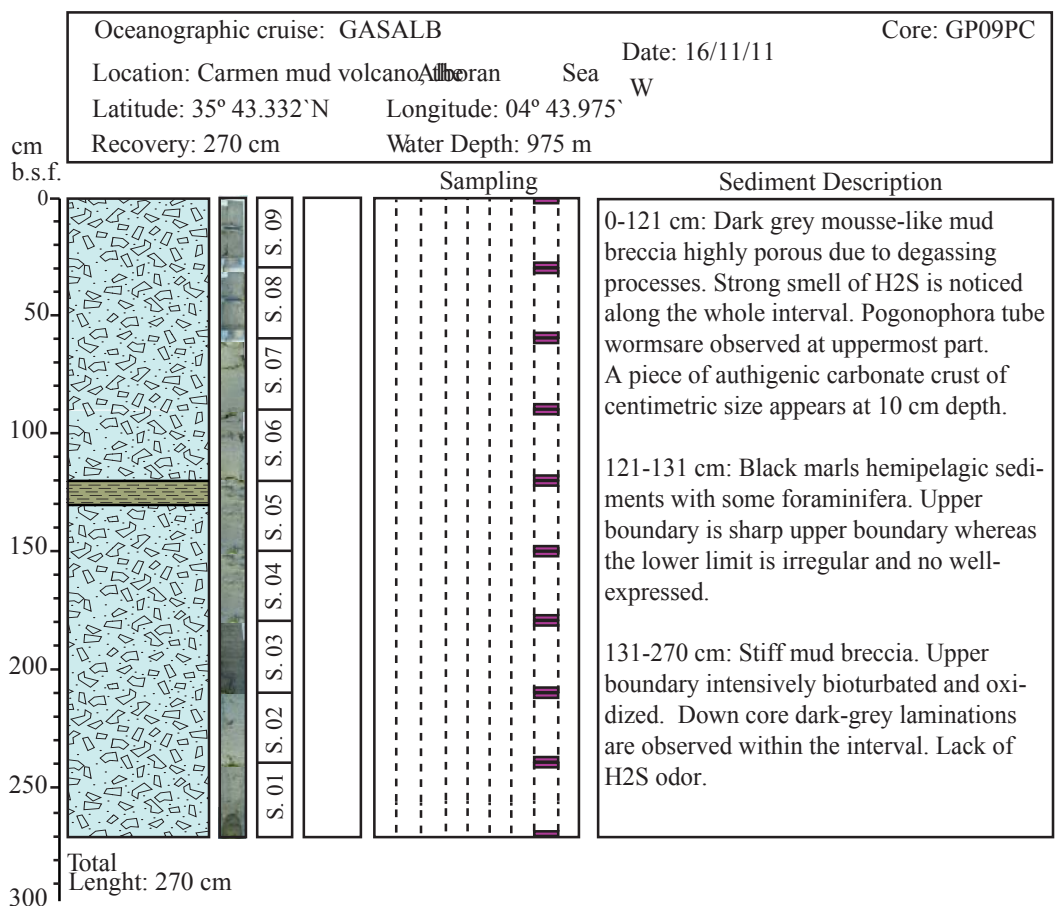 Oceanographic cruise: GASALB
Core: GP09PC
Date: 16/11/11
Location: Carmen mud volcano, the Alboran Sea
W
Latitude: 35º 43.332`N Longitude: 04º 43.975`
Recovery: 270 cm Water Depth: 975 m
cm
b.s.f.
Sampling
Sediment Description
0
50
100
150
200
250
300
S. 09
S. 08
S. 07
S. 06
S. 05
S. 04
S. 03
S. 02
S. 01
0-121 cm: Dark grey mousse-like mud
breccia highly porous due to degassing
processes. Strong smell of H2S is noticed
along the whole interval. Pogonophora tube
wormsare observed at uppermost part.
A piece of authigenic carbonate crust of
centimetric size appears at 10 cm depth.
121-131 cm: Black marls hemipelagic sedi-
ments with some foraminifera. Upper
boundary is sharp upper boundary whereas
the lower limit is irregular and no well-
expressed.
131-270 cm: Stiff mud breccia. Upper
boundary intensively bioturbated and oxi-
dized. Down core dark-grey laminations
are observed within the interval. Lack of
H2S odor.
Total
Lenght: 270 cm